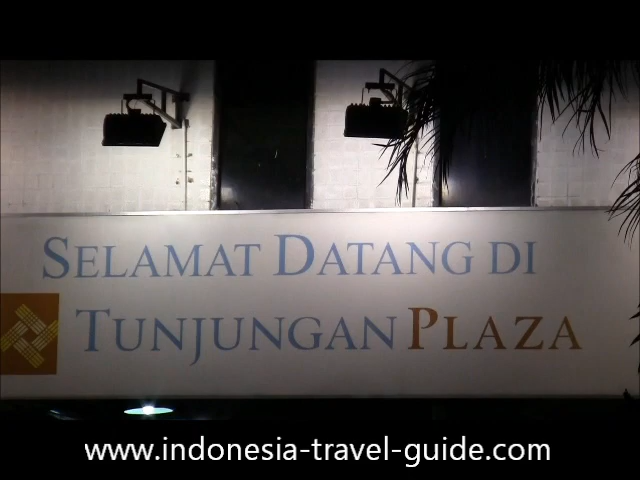 SELAMAT DATANG DI
TUNJUNGAN PLAZA
www.indonesia-travel-guide.com